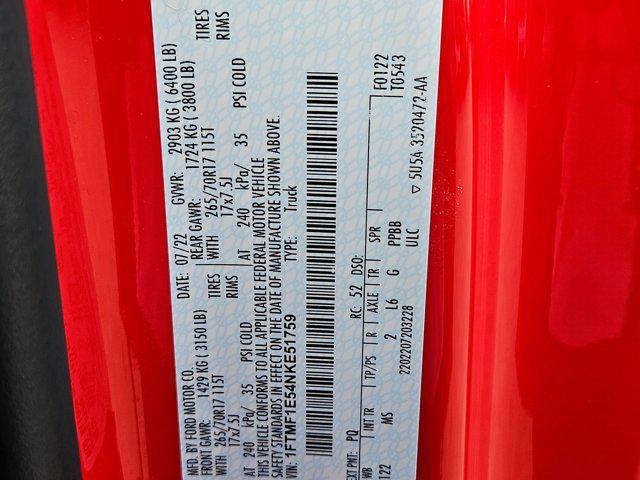 MFD. BY FORD MOTOR CO.
DATE: 07/22 GVWR: 2903 KG ( 6400 LB)
FRONT GAWR: 1429 KG ( 3150 LB) REAR GAWR: 1724 KG ( 3800 LB)
WITH 265/70R17 115T TIRES WITH 265/70R17 115T TIRES
17x7.5J RIMS 17x7.5J RIMS
AT 240 kPa/ 35 PSI COLD AT 240 kPa/ 35 PSI COLD
THIS VEHICLE CONFORMS TO ALL APPLICABLE FEDERAL MOTOR VEHICLE
SAFETY STANDARDS IN EFFECT ON THE DATE OF MANUFACTURE SHOWN ABOVE.
VIN: 1FTMF1E54NKE51759 TYPE: Truck
EXT PNT: PQ RC: 52 DSO: F0122
WB INT TR TP/PS R AXLE TR SPR T0543
122 MS 2 L6 G PPBB
2202207203228 ULC ▽ 5U5A-3520472-AA